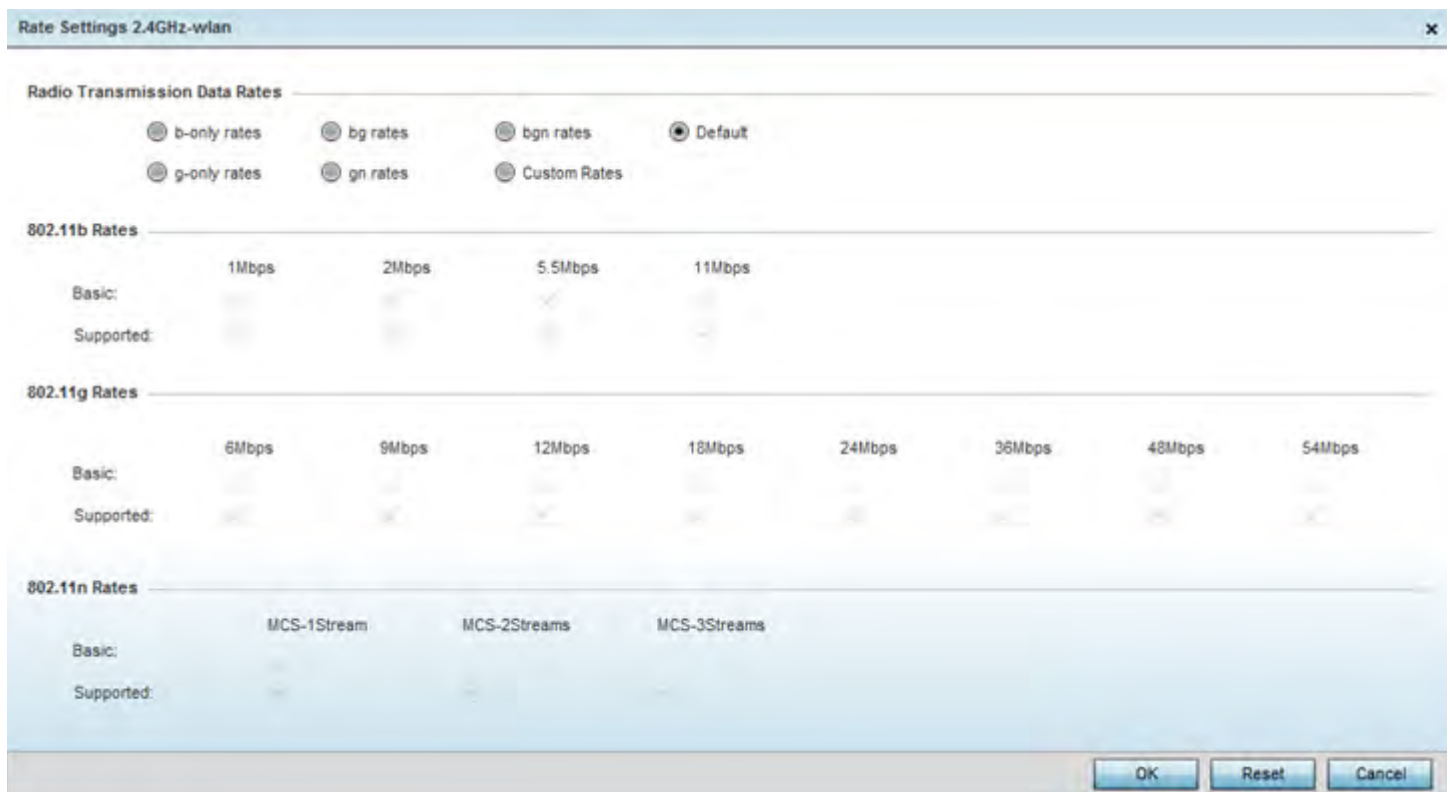 Rate Settings 2.4GHz-wlan
Radio Transmission Data Rates
b-only rates bg rates bgn rates Default
g-only rates gn rates Custom Rates
802.11b Rates
1Mbps 2Mbps 5.5Mbps 11Mbps
Basic:
Supported:
802.11g Rates
6Mbps 9Mbps 12Mbps 18Mbps 24Mbps 36Mbps 48Mbps 54Mbps
Basic:
Supported:
802.11n Rates
MCS-1Stream MCS-2Streams MCS-3Streams
Basic:
Supported:
OK Reset Cancel